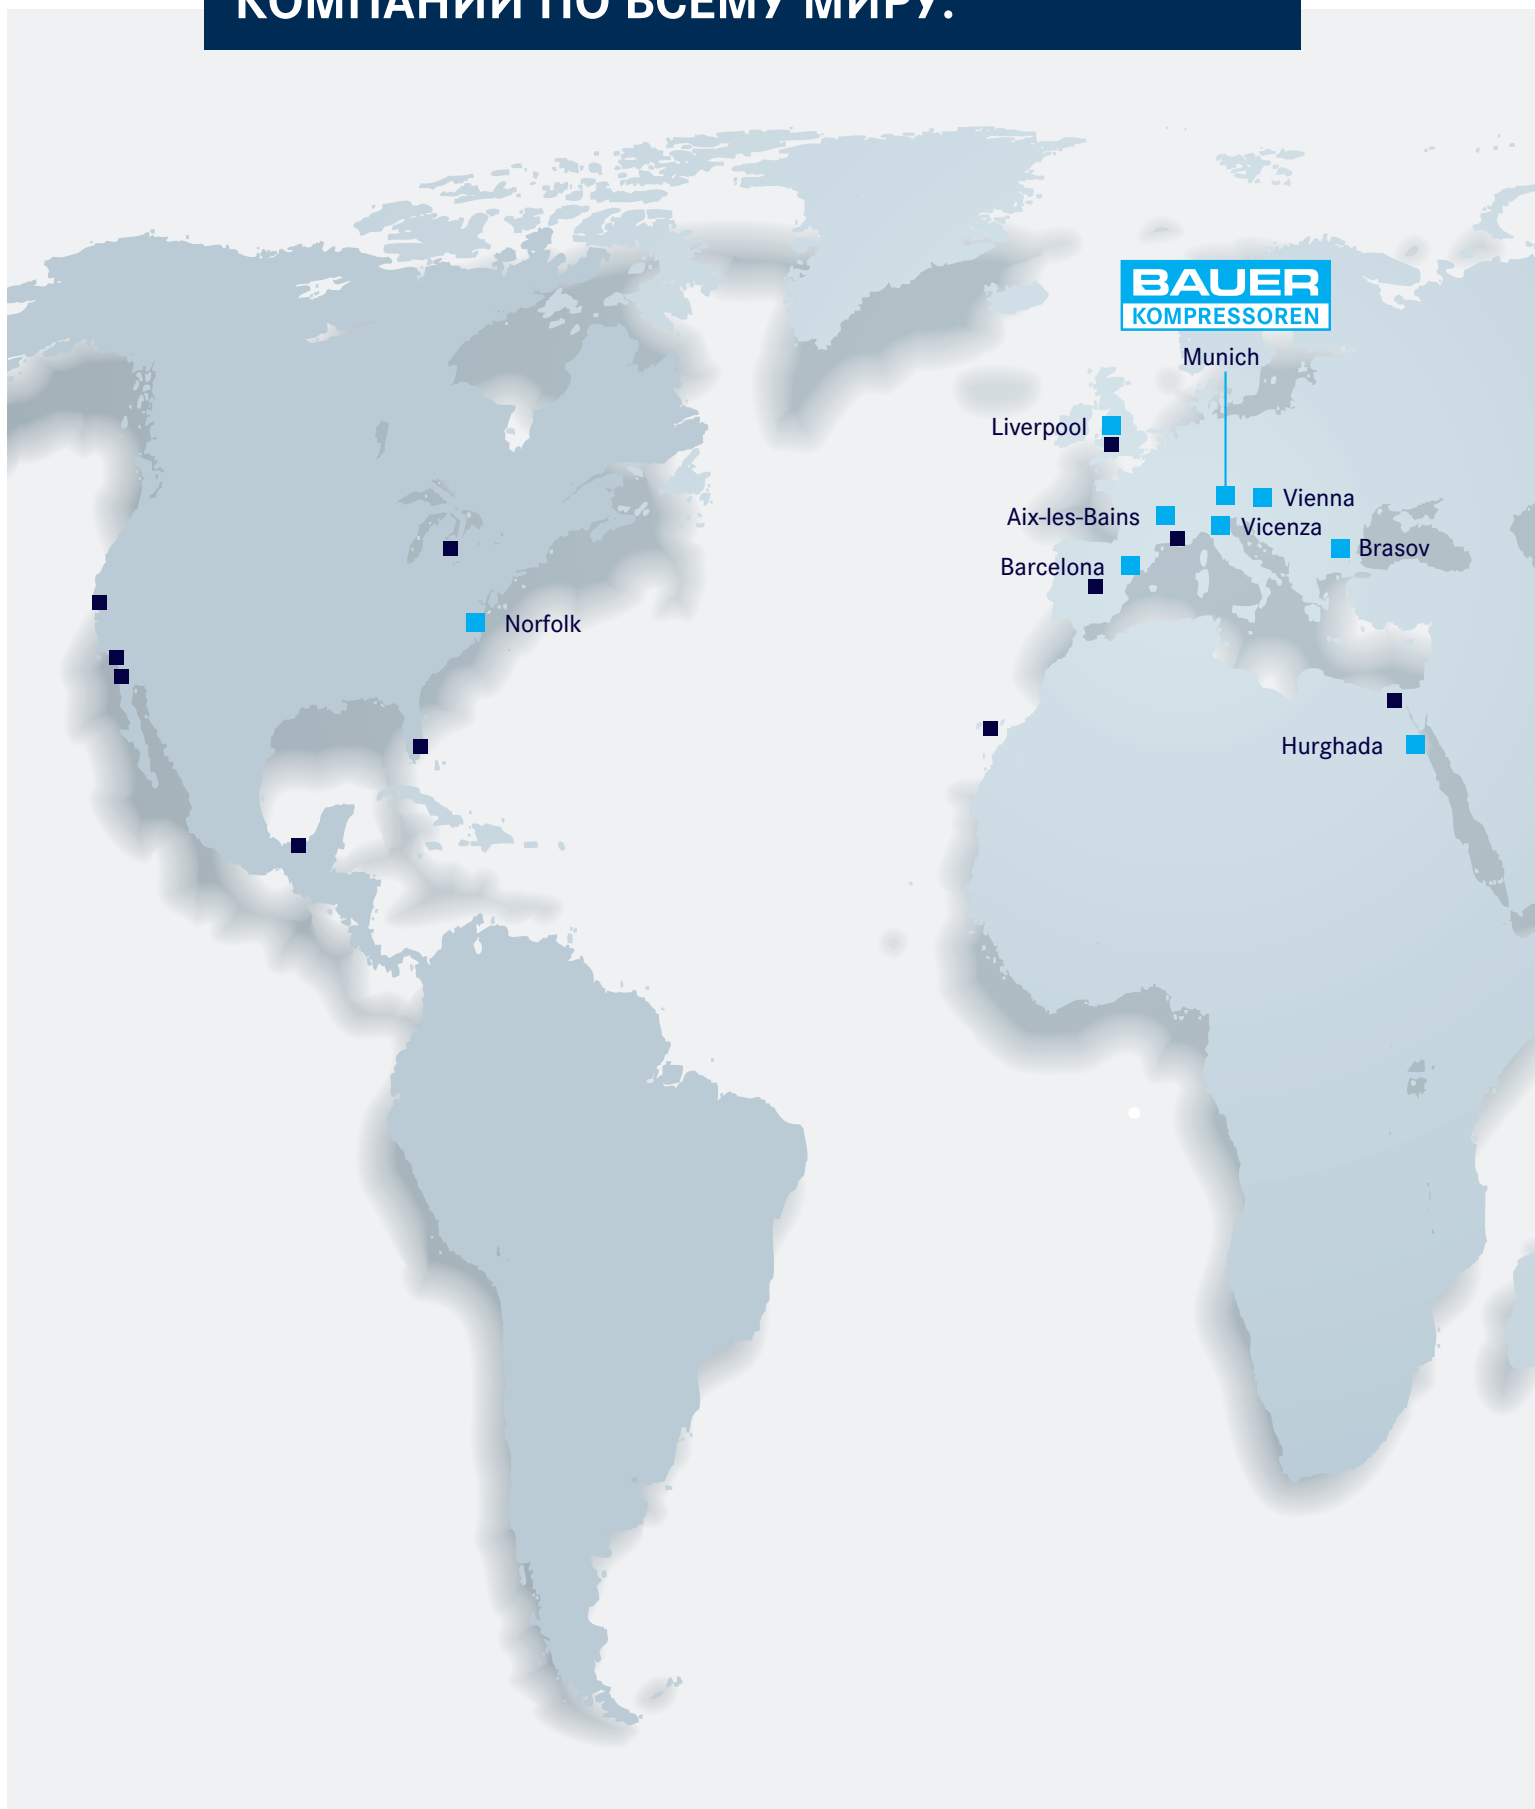 КОМПАНИИ ПО ВСЕМУ МИРУ.
BAUER
KOMPRESSOREN
Munich
Liverpool
Vienna
Aix-les-Bains
Vicenza
Brasov
Barcelona
Norfolk
Hurghada